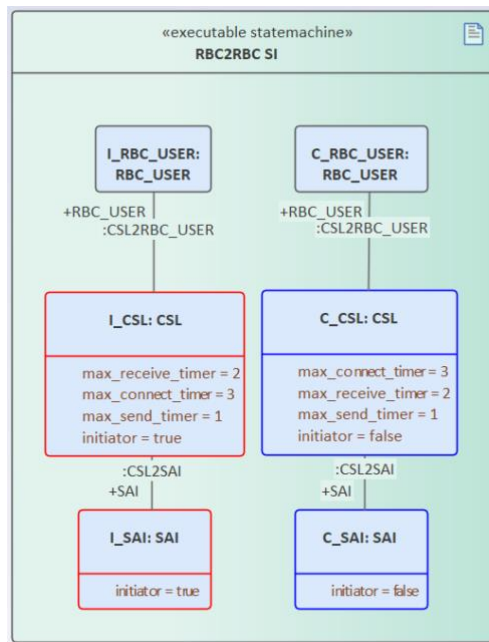 «executable statemachine»
RBC2RBC SI
I_RBC_USER:
RBC_USER
+RBC_USER
:CSL2RBC_USER
I_CSL: CSL
max_receive_timer = 2
max_connect_timer = 3
max_send_timer = 1
initiator = true
:CSL2SAI
+SAI
I_SAI: SAI
initiator = true
C_RBC_USER:
RBC_USER
+RBC_USER
:CSL2RBC_USER
C_CSL: CSL
max_connect_timer = 3
max_receive_timer = 2
max_send_timer = 1
initiator = false
:CSL2SAI
+SAI
C_SAI: SAI
initiator = false